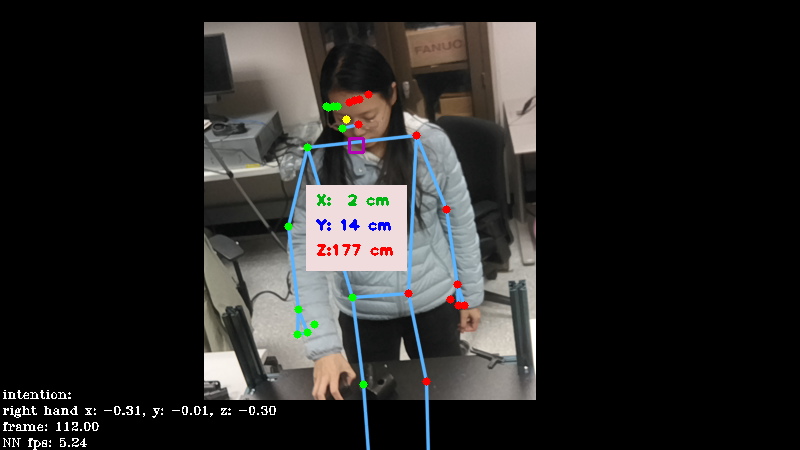 FANUC
X: 2 cm
Y: 14 cm
Z:177 cm
intention:
right hand x: −0.31, y: −0.01, z: −0.30
frame: 112.00
NN fps: 5.24